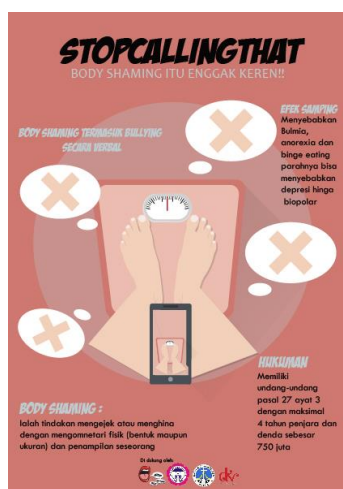 STOPCALLINGTHAT
BODY SHAMING ITU ENGGAK KEREN!!
BODY SHAMING TERMASUK BULLYING
SECARA VERBAL
EFEK SAMPING
Menyebabkan
Bulmia,
anorexia dan
binge eating
parahnya bisa
menyebabkan
depresi hingga
biopolar
HUKUMAN
Memiliki
undang-undang
pasal 27 ayat 3
dengan maksimal
4 tahun penjara dan
denda sebesar
750 juta
BODY SHAMING :
Ialah tindakan mengejek atau menghina
dengan mengomnetari fisik (bentuk maupun
ukuran) dan penampilan seseorang
Di dukung oleh: